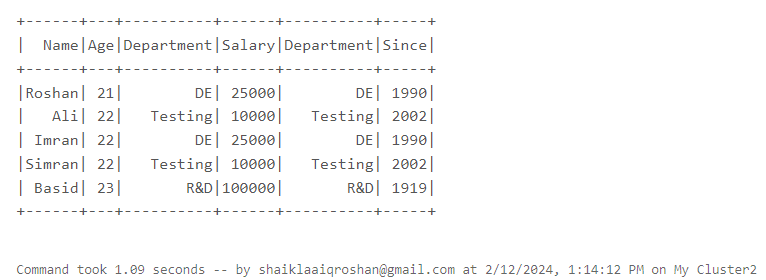 +------+---+----------+------+----------+-----+
|  Name|Age|Department|Salary|Department|Since|
+------+---+----------+------+----------+-----+
|Roshan| 21|        DE| 25000|        DE| 1990|
|   Ali| 22|   Testing| 10000|   Testing| 2002|
| Imran| 22|        DE| 25000|        DE| 1990|
|Simran| 22|   Testing| 10000|   Testing| 2002|
| Basid| 23|       R&D|100000|       R&D| 1919|
+------+---+----------+------+----------+-----+
Command took 1.09 seconds -- by shaiklaaiqroshan@gmail.com at 2/12/2024, 1:14:12 PM on My Cluster2